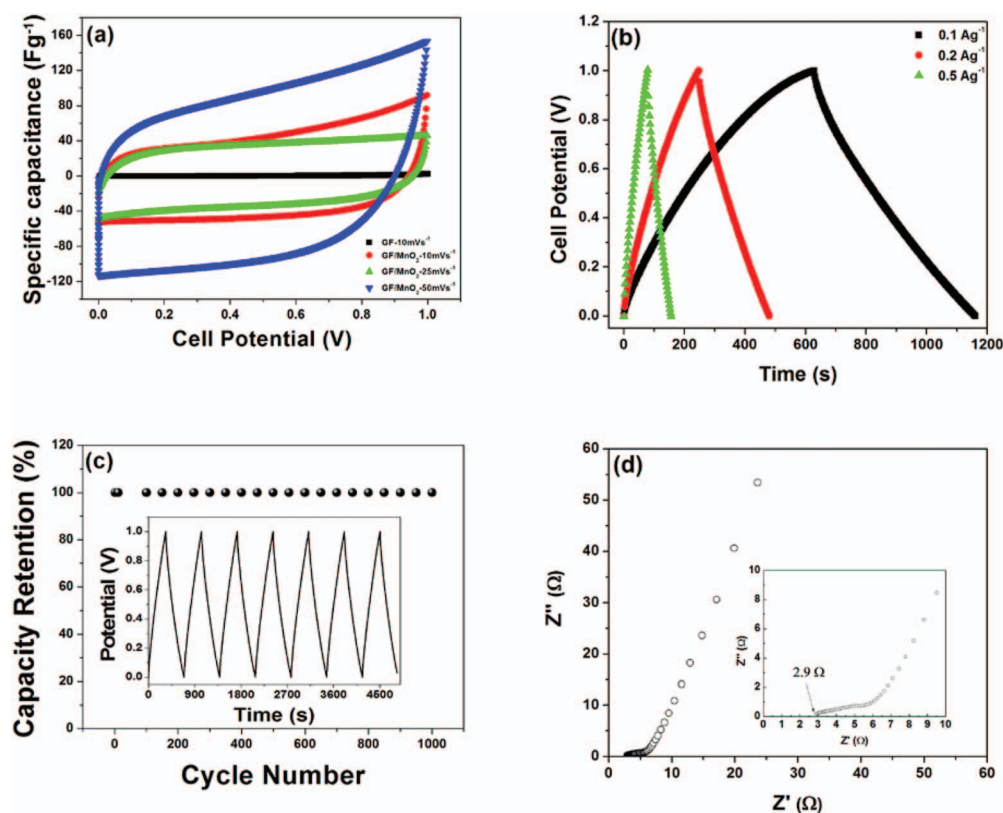 (a)
Specific capacitance (Fg⁻¹)
160
120
80
40
0
-40
-80
-120
GF-10mVs⁻¹
GF/MnO₂-10mVs⁻¹
GF/MnO₂-25mVs⁻¹
GF/MnO₂-50mVs⁻¹
0.0 0.2 0.4 0.6 0.8 1.0
Cell Potential (V)
(b)
Cell Potential (V)
1.2
1.0
0.8
0.6
0.4
0.2
0.0
0.1 Ag⁻¹
0.2 Ag⁻¹
0.5 Ag⁻¹
0 200 400 600 800 1000 1200
Time (s)
(c)
Capacity Retention (%)
120
100
80
60
40
20
0
Potential (V)
1.0
0.8
0.6
0.4
0.2
0.0
0 900 1800 2700 3600 4600
Time (s)
0 200 400 600 800 1000
Cycle Number
(d)
Z'' (Ω)
60
50
40
30
20
10
0
Z'' (Ω)
10
8
6
4
2
0
2.9 Ω
0 1 2 3 4 5 6 7 8 9 10
Z' (Ω)
0 10 20 30 40 50 60
Z' (Ω)